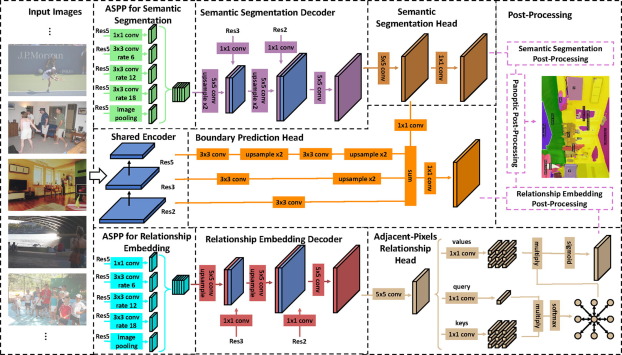 Input Images
...
J.P.Morgan
...
ASPP for Semantic
Segmentation
Res5
1x1 conv
Res5
3x3 conv
rate 6
Res5
3x3 conv
rate 12
Res5
3x3 conv
rate 18
Res5
Image
pooling
Semantic Segmentation Decoder
Res3
1x1 conv
Res2
1x1 conv
5x5 conv
upsample x2
5x5 conv
upsample x2
5x5 conv
Semantic
Segmentation Head
5x5 conv
1x1 conv
1x1 conv
Post-Processing
Semantic Segmentation
Post-Processing
Panoptic Post-Processing
Relationship Embedding
Post-Processing
Shared Encoder
Res5
Res3
Res2
Boundary Prediction Head
3x3 conv
upsample x2
3x3 conv
upsample x2
3x3 conv
upsample x2
3x3 conv
sum
1x1 conv
ASPP for Relationship
Embedding
Res5
1x1 conv
Res5
3x3 conv
rate 6
Res5
3x3 conv
rate 12
Res5
3x3 conv
rate 18
Res5
Image
pooling
Relationship Embedding Decoder
5x5 conv
upsample
5x5 conv
upsample
5x5 conv
1x1 conv
Res3
1x1 conv
Res2
Adjacent-Pixels
Relationship Head
5x5 conv
values
1x1 conv
query
1x1 conv
keys
1x1 conv
multiply
sigmoid
multiply
softmax